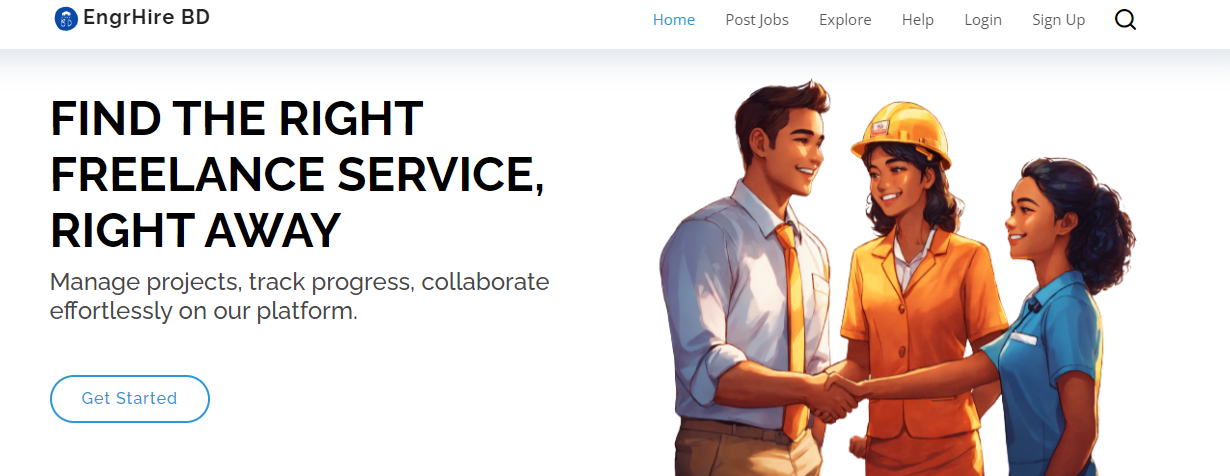 EngrHire BD
Home Post Jobs Explore Help Login Sign Up
FIND THE RIGHT
FREELANCE SERVICE,
RIGHT AWAY
Manage projects, track progress, collaborate
effortlessly on our platform.
Get Started